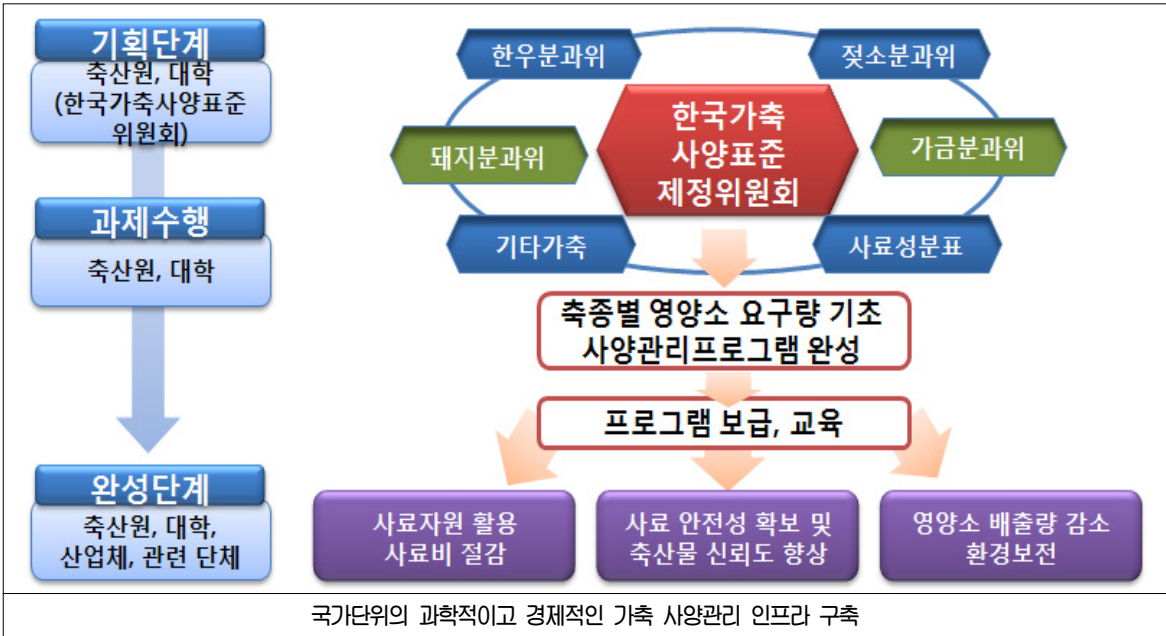 기획단계
축산원, 대학
(한국가축사양표준
위원회)
과제수행
축산원, 대학
완성단계
축산원, 대학,
산업체, 관련 단체
한우분과위
젖소분과위
돼지분과위
한국가축
사양표준
제정위원회
가금분과위
기타가축
사료성분표
축종별 영양소 요구량 기초
사양관리프로그램 완성
프로그램 보급, 교육
사료자원 활용
사료비 절감
사료 안전성 확보 및
축산물 신뢰도 향상
영양소 배출량 감소
환경보전
국가단위의 과학적이고 경제적인 가축 사양관리 인프라 구축